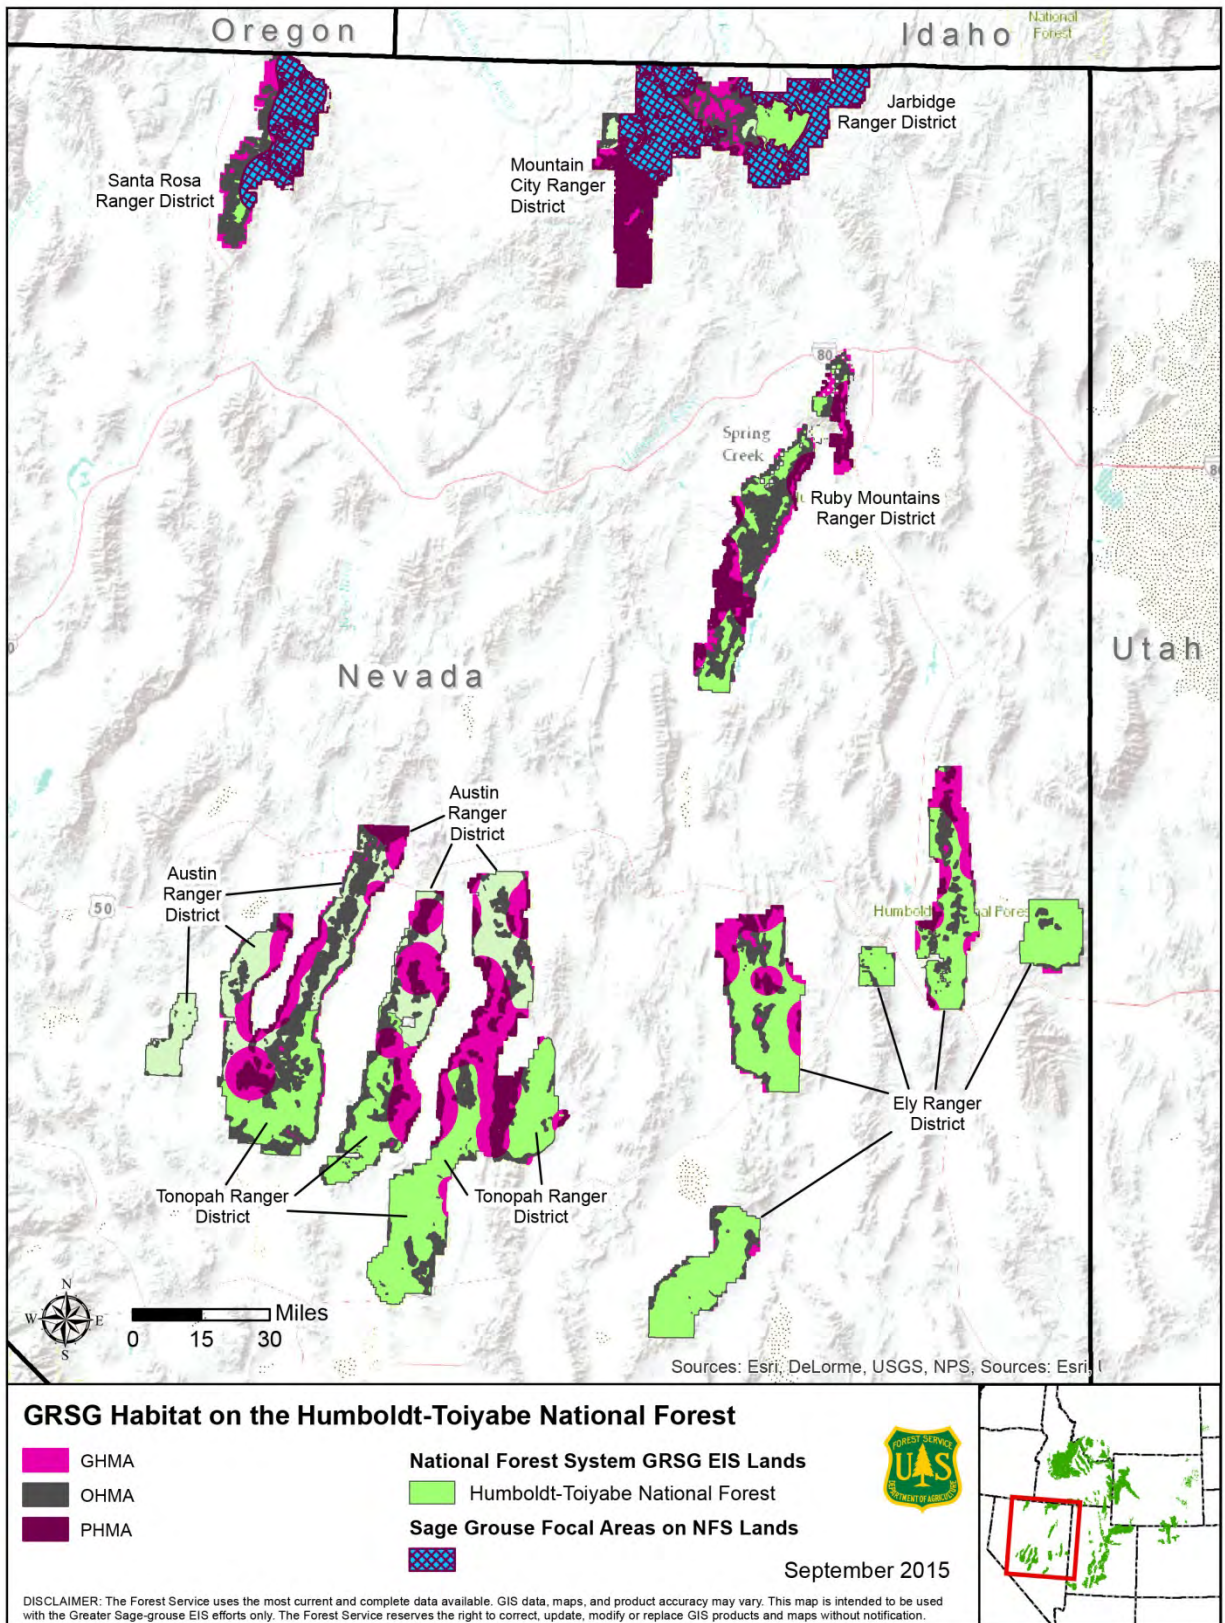 Oregon
Idaho
National
Forest
Jarbidge
Ranger District
Mountain
City Ranger
District
Santa Rosa
Ranger District
80
Spring
Creek
Ruby Mountains
Ranger District
80
Utah
Nevada
Austin
Ranger
District
Austin
Ranger
District
50
Humbold
nal Fores
Ely Ranger
District
Tonopah Ranger
District
Tonopah Ranger
District
N
W
E
S
Miles
0 15 30
Sources: Esri, DeLorme, USGS, NPS, Sources: Esri,
GRSG Habitat on the Humboldt-Toiyabe National Forest
GHMA
OHMA
PHMA
National Forest System GRSG EIS Lands
Humboldt-Toiyabe National Forest
Sage Grouse Focal Areas on NFS Lands
FOREST SERVICE
US
DEPARTMENT OF AGRICULTURE
September 2015
DISCLAIMER: The Forest Service uses the most current and complete data available. GIS data, maps, and product accuracy may vary. This map is intended to be used
with the Greater Sage-grouse EIS efforts only. The Forest Service reserves the right to correct, update, modify or replace GIS products and maps without notification.